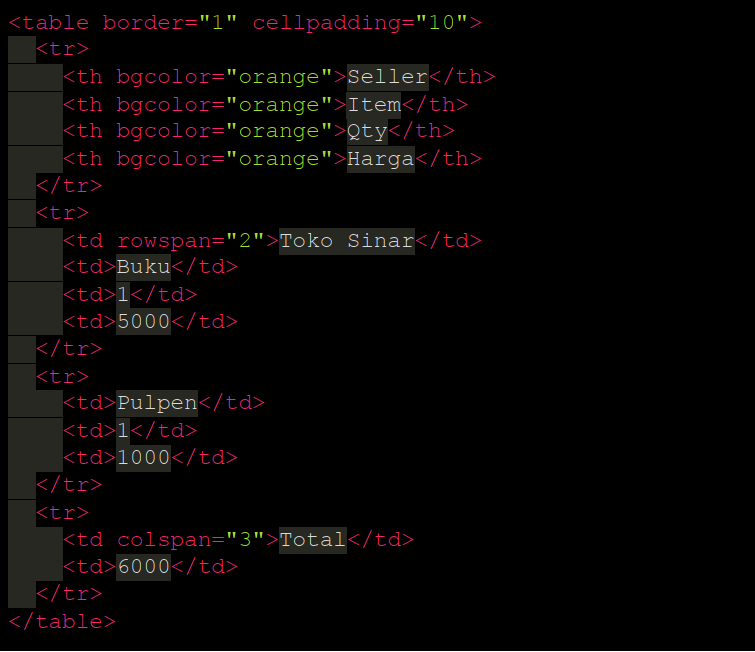 <table border="1" cellpadding="10">
  <tr>
    <th bgcolor="orange">Seller</th>
    <th bgcolor="orange">Item</th>
    <th bgcolor="orange">Qty</th>
    <th bgcolor="orange">Harga</th>
  </tr>
  <tr>
    <td rowspan="2">Toko Sinar</td>
    <td>Buku</td>
    <td>1</td>
    <td>5000</td>
  </tr>
  <tr>
    <td>Pulpen</td>
    <td>1</td>
    <td>1000</td>
  </tr>
  <tr>
    <td colspan="3">Total</td>
    <td>6000</td>
  </tr>
</table>